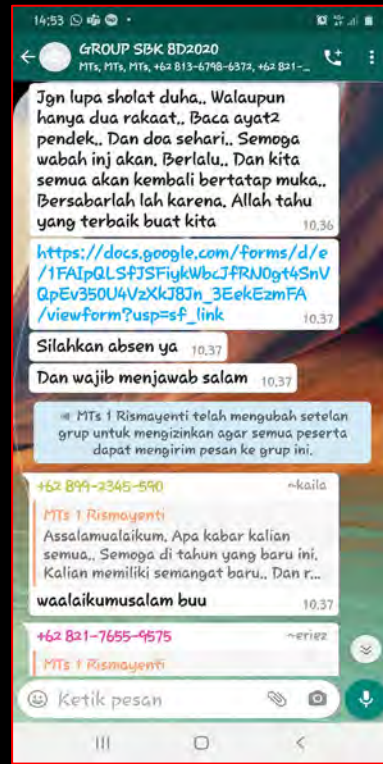 14:53
GROUP SBK 8D2020
MTs, MTs, MTs, +62 813-6798-6372, +62 821-...
Jgn lupa sholat duha,. Walaupun
hanya dua rakaat,. Baca ayat2
pendek,. Dan doa sehari,. Semoga
wabah inj akan. Berlalu,. Dan kita
semua akan kembali bertatap muka,.
Bersabarlah lah karena. Allah tahu
yang terbaik buat kita
10.36
https://docs.google.com/forms/d/e
/1FAIpQLSfJSFiykWbcJfRN0gt4SnV
QpEv350U4VzXkJ8Jn_3EekEzmFA
/viewform?usp=sf_link
10.37
Silahkan absen ya 10.37
Dan wajib menjawab salam 10.37
MTs 1 Rismayenti telah mengubah setelan
grup untuk mengizinkan agar semua peserta
dapat mengirim pesan ke grup ini.
+62 899-2345-590 ~kaila
MTs 1 Rismayenti
Assalamualaikum. Apa kabar kalian
semua,. Semoga di tahun yang baru ini.
Kalian memiliki semangat baru,. Dan r...
waalaikumusalam buu 10.37
+62 821-7655-9575 ~eriez
MTs 1 Rismayenti
Ketik pesan